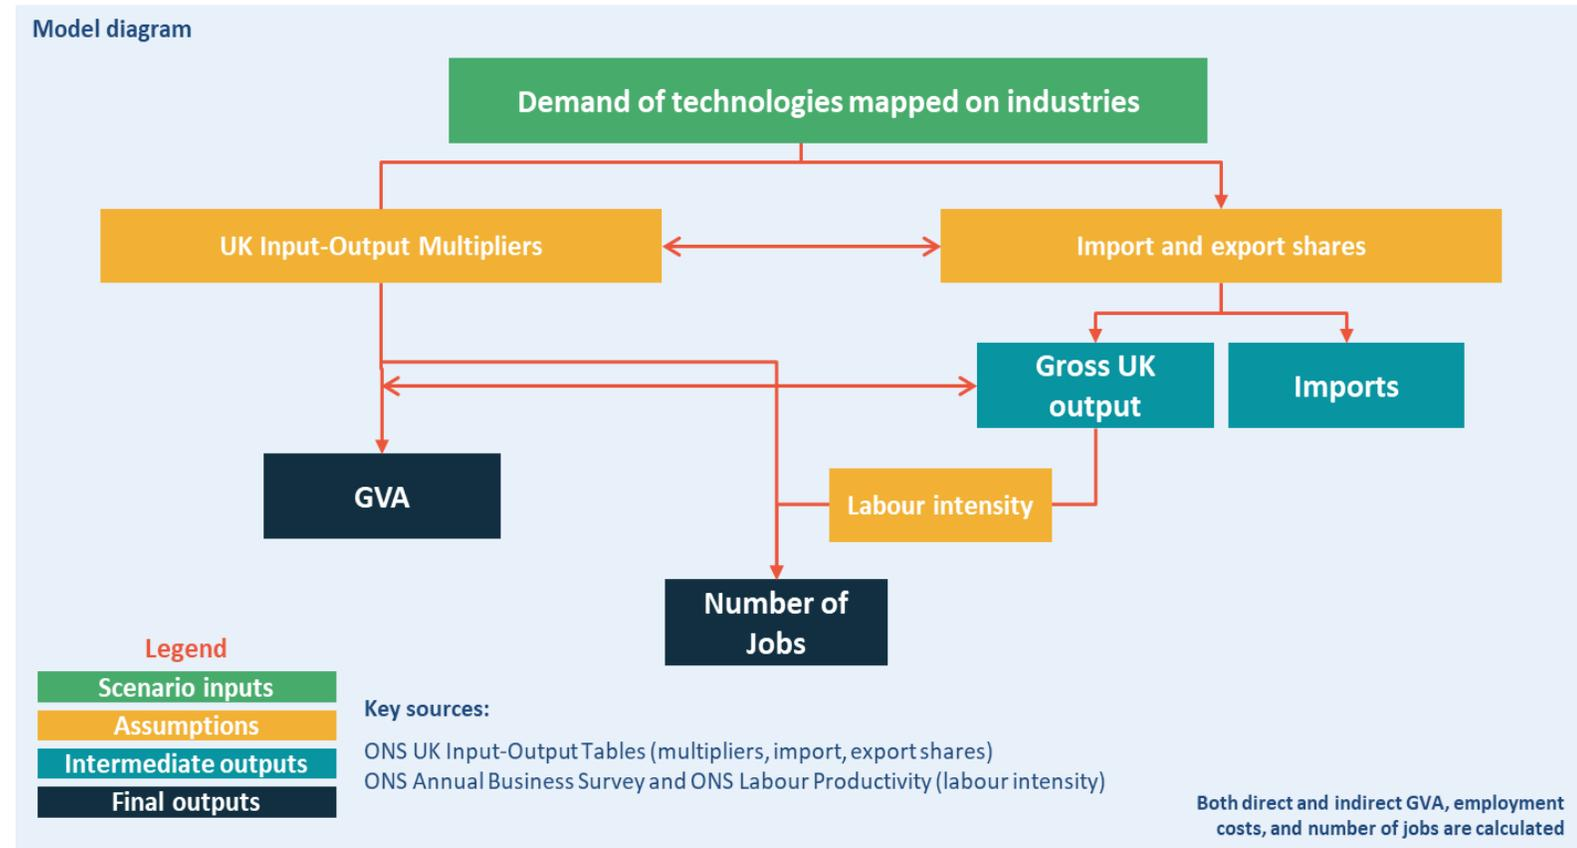 Model diagram
Demand of technologies mapped on industries
UK Input-Output Multipliers
Import and export shares
Gross UK
output
Imports
GVA
Labour intensity
Number of
Jobs
Legend
Scenario inputs
Assumptions
Intermediate outputs
Final outputs
Key sources:
ONS UK Input-Output Tables (multipliers, import, export shares)
ONS Annual Business Survey and ONS Labour Productivity (labour intensity)
Both direct and indirect GVA, employment
costs, and number of jobs are calculated